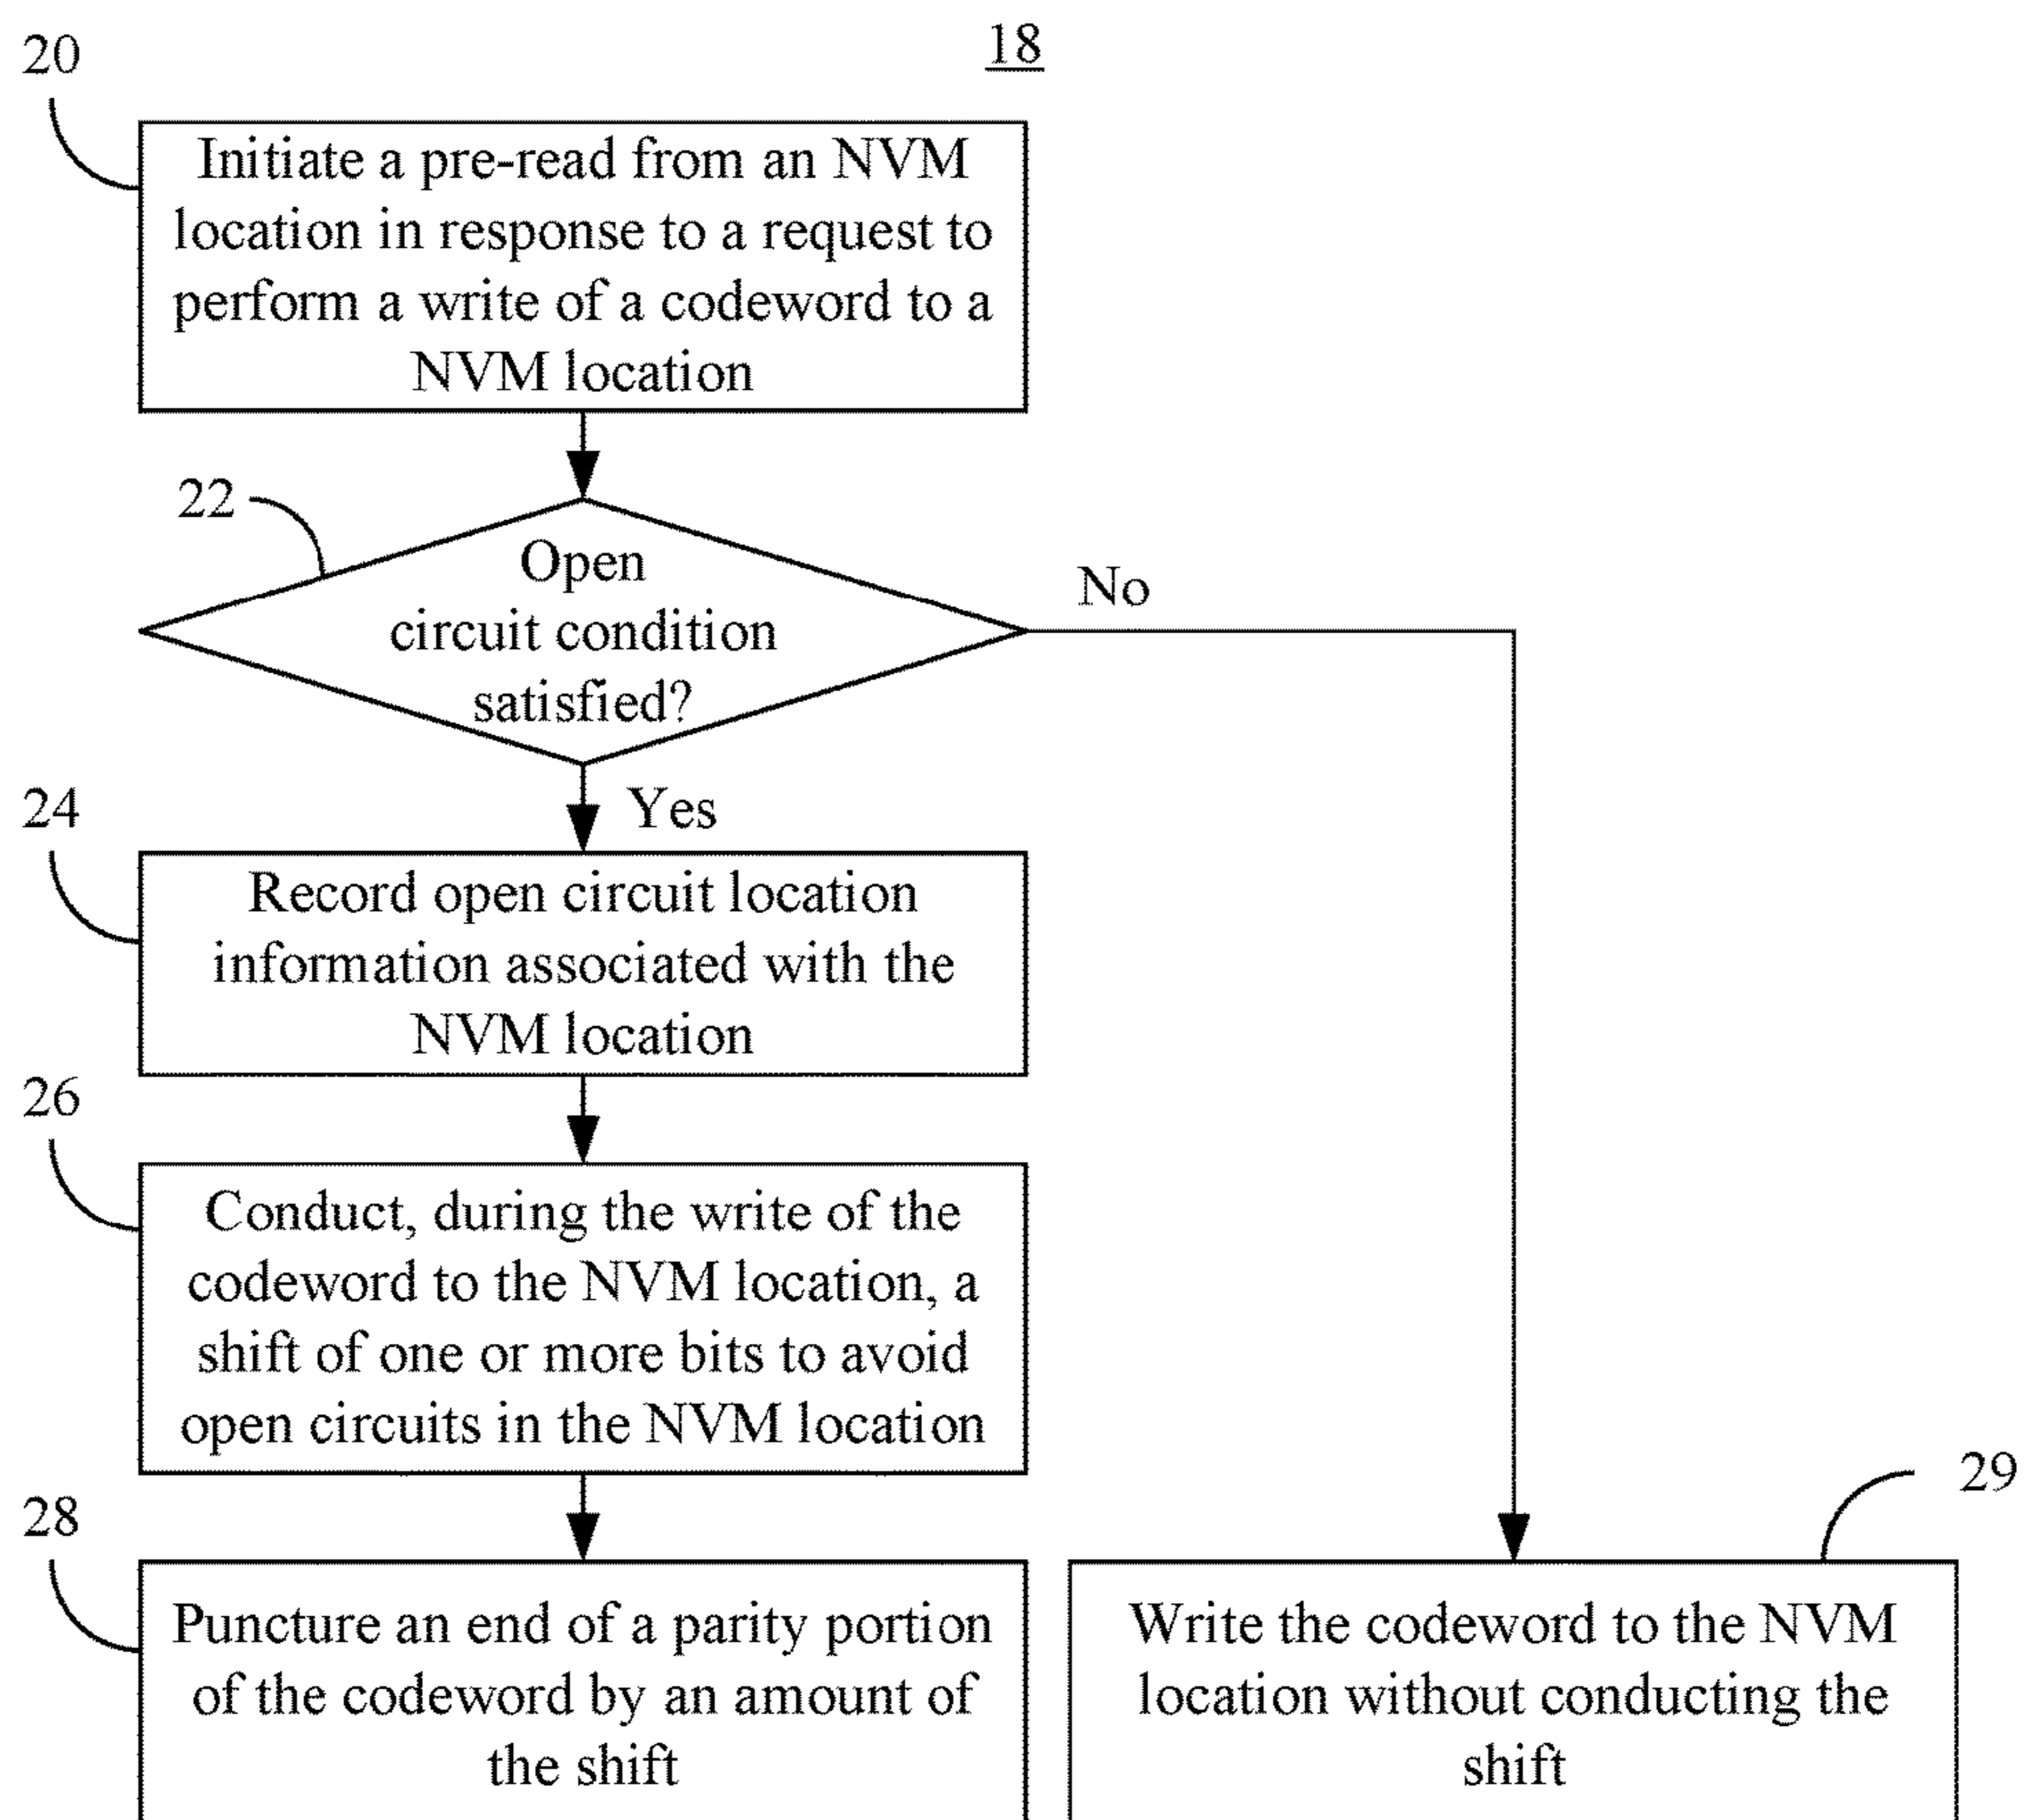 18
20
Initiate a pre-read from an NVM
location in response to a request to
perform a write of a codeword to a
NVM location
22
Open
circuit condition
satisfied?
No
Yes
24
Record open circuit location
information associated with the
NVM location
26
Conduct, during the write of the
codeword to the NVM location, a
shift of one or more bits to avoid
open circuits in the NVM location
28
Puncture an end of a parity portion
of the codeword by an amount of
the shift
29
Write the codeword to the NVM
location without conducting the
shift